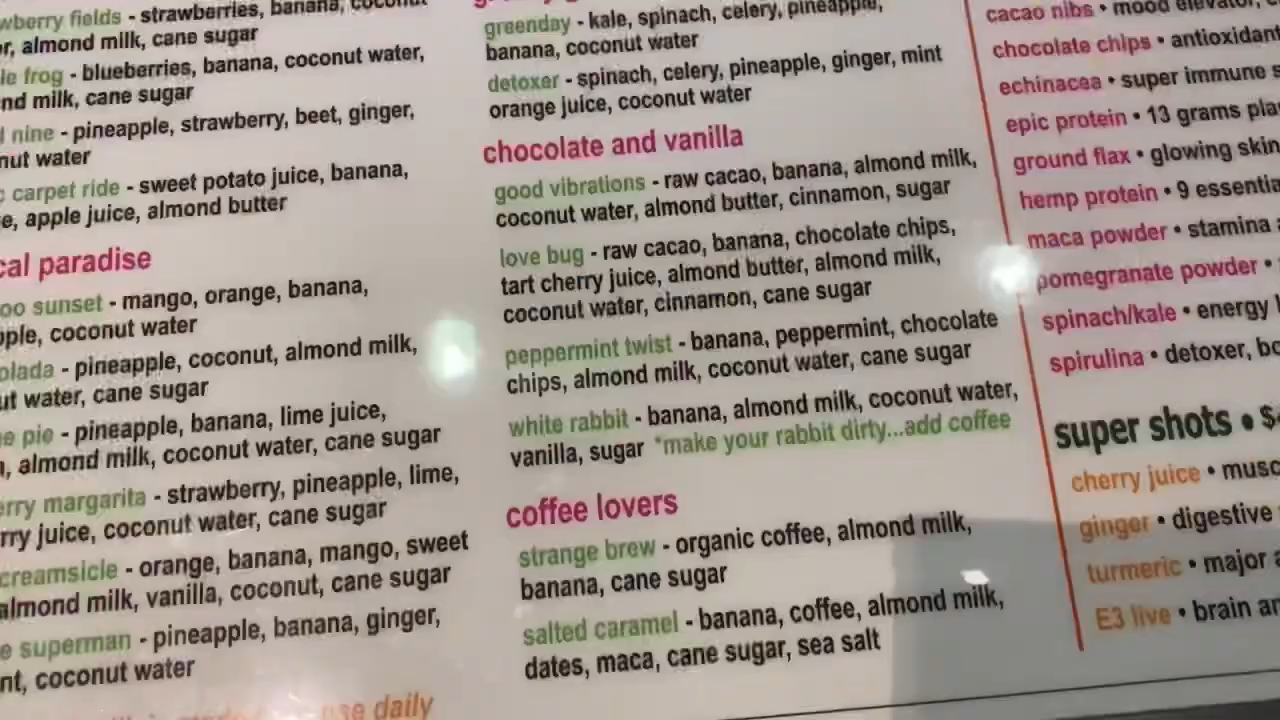 wberry fields - strawberries, banana, coconut
r, almond milk, cane sugar
le frog - blueberries, banana, coconut water,
nd milk, cane sugar
nine - pineapple, strawberry, beet, ginger,
nut water
c carpet ride - sweet potato juice, banana,
e, apple juice, almond butter
cal paradise
oo sunset - mango, orange, banana,
pple, coconut water
olada - pineapple, coconut, almond milk,
ut water, cane sugar
e pie - pineapple, banana, lime juice,
, almond milk, coconut water, cane sugar
erry margarita - strawberry, pineapple, lime,
rry juice, coconut water, cane sugar
creamsicle - orange, banana, mango, sweet
almond milk, vanilla, coconut, cane sugar
e superman - pineapple, banana, ginger,
nt, coconut water
daily
greenday - kale, spinach, celery, pineapple,
banana, coconut water
detoxer - spinach, celery, pineapple, ginger, mint
orange juice, coconut water
chocolate and vanilla
good vibrations - raw cacao, banana, almond milk,
coconut water, almond butter, cinnamon, sugar
love bug - raw cacao, banana, chocolate chips,
tart cherry juice, almond butter, almond milk,
coconut water, cinnamon, cane sugar
peppermint twist - banana, peppermint, chocolate
chips, almond milk, coconut water, cane sugar
white rabbit - banana, almond milk, coconut water,
vanilla, sugar *make your rabbit dirty...add coffee
coffee lovers
strange brew - organic coffee, almond milk,
banana, cane sugar
salted caramel - banana, coffee, almond milk,
dates, maca, cane sugar, sea salt
cacao nibs • mood elevator,
chocolate chips • antioxidant
echinacea • super immune s
epic protein • 13 grams pla
ground flax • glowing skin
hemp protein • 9 essentia
maca powder • stamina
pomegranate powder •
spinach/kale • energy
spirulina • detoxer, bo
super shots • $
cherry juice • musc
ginger • digestive
turmeric • major a
E3 live • brain an